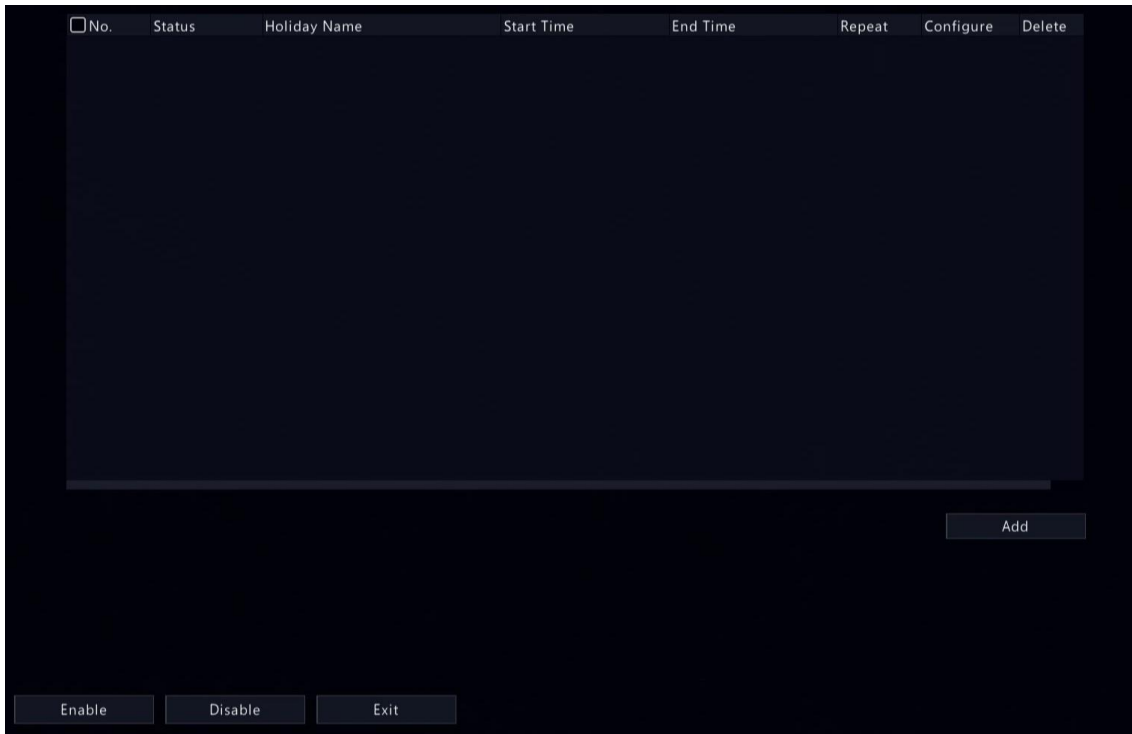 No. Status Holiday Name Start Time End Time Repeat Configure Delete
Add
Enable Disable Exit